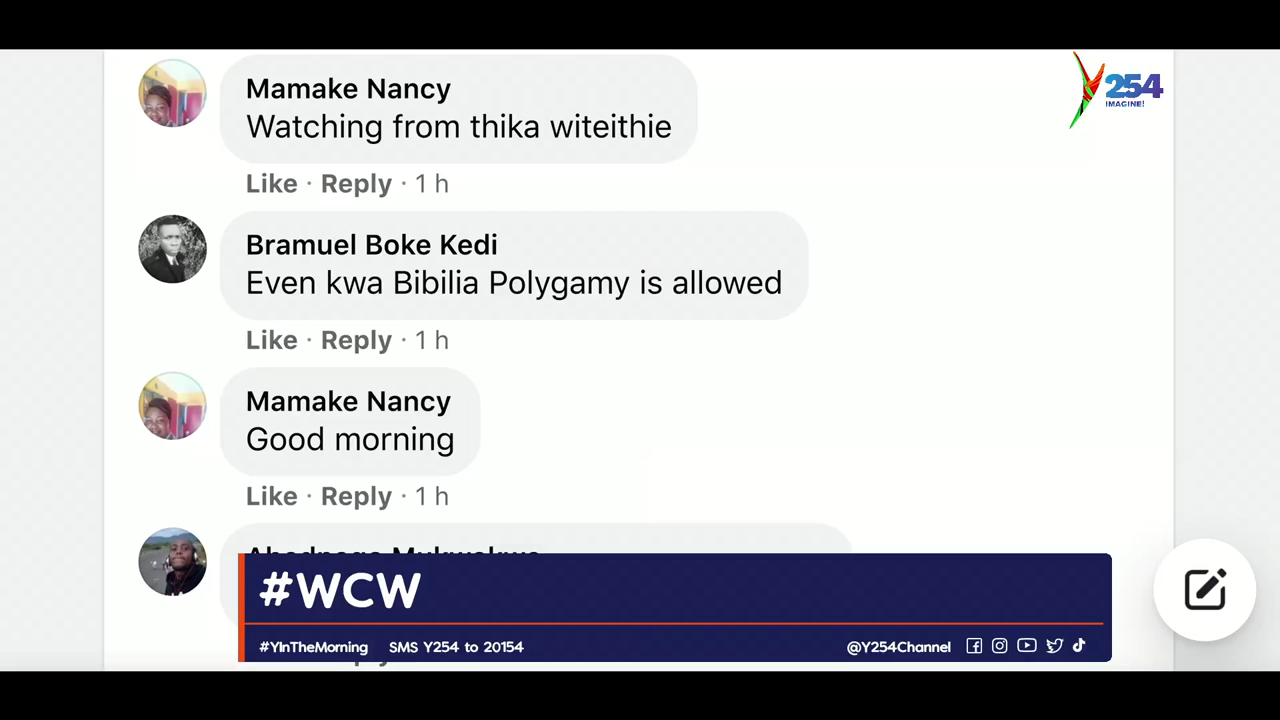 Mamake Nancy
Watching from thika witeithie
Like · Reply · 1 h
Bramuel Boke Kedi
Even kwa Bibilia Polygamy is allowed
Like · Reply · 1 h
Mamake Nancy
Good morning
Like · Reply · 1 h
254
IMAGINE!
#WCW
#YInTheMorning SMS Y254 to 20154 @Y254Channel